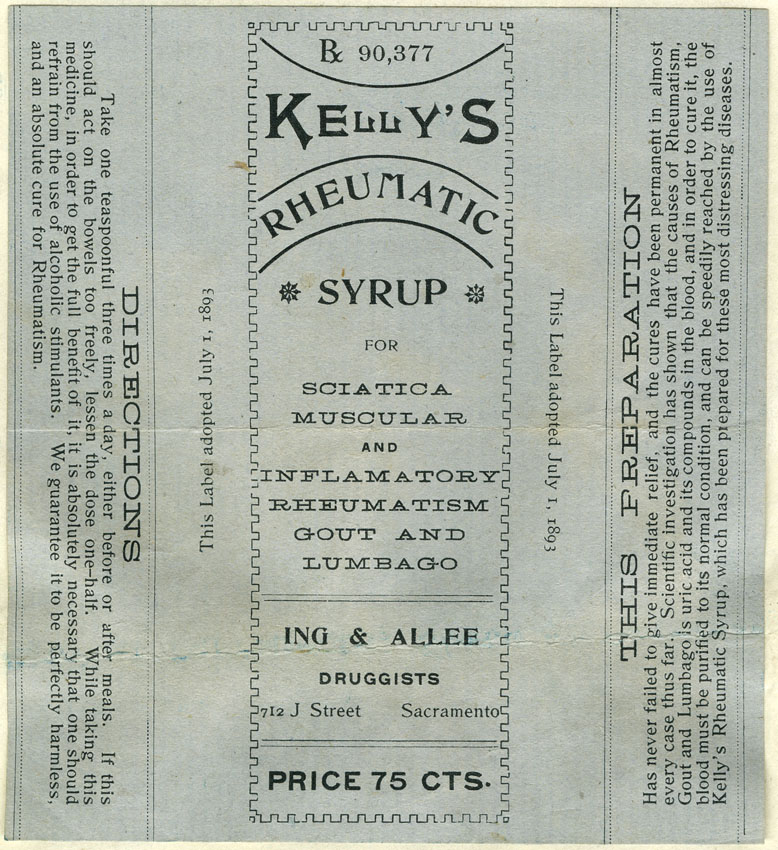 DIRECTIONS
Take one teaspoonful three times a day, either before or after meals. If this
should act on the bowels too freely, lessen the dose one-half. While taking this
medicine, in order to get the full benefit of it, it is absolutely necessary that one should
refrain from the use of alcoholic stimulants. We guarantee it to be perfectly harmless,
and an absolute cure for Rheumatism.
This Label adopted July 1, 1893
℞ 90,377
KELLY'S
RHEUMATIC
SYRUP
FOR
SCIATICA
MUSCULAR
AND
INFLAMATORY
RHEUMATISM
GOUT AND
LUMBAGO
ING & ALLEE
DRUGGISTS
712 J Street Sacramento
PRICE 75 CTS.
This Label adopted July 1, 1893
THIS PREPARATION
Has never failed to give immediate relief, and the cures have been permanent in almost
every case thus far. Scientific investigation has shown that the causes of Rheumatism,
Gout and Lumbago is uric acid and its compounds in the blood, and in order to cure it, the
blood must be purified to its normal condition, and can be speedily reached by the use of
Kelly's Rheumatic Syrup, which has been prepared for these most distressing diseases.